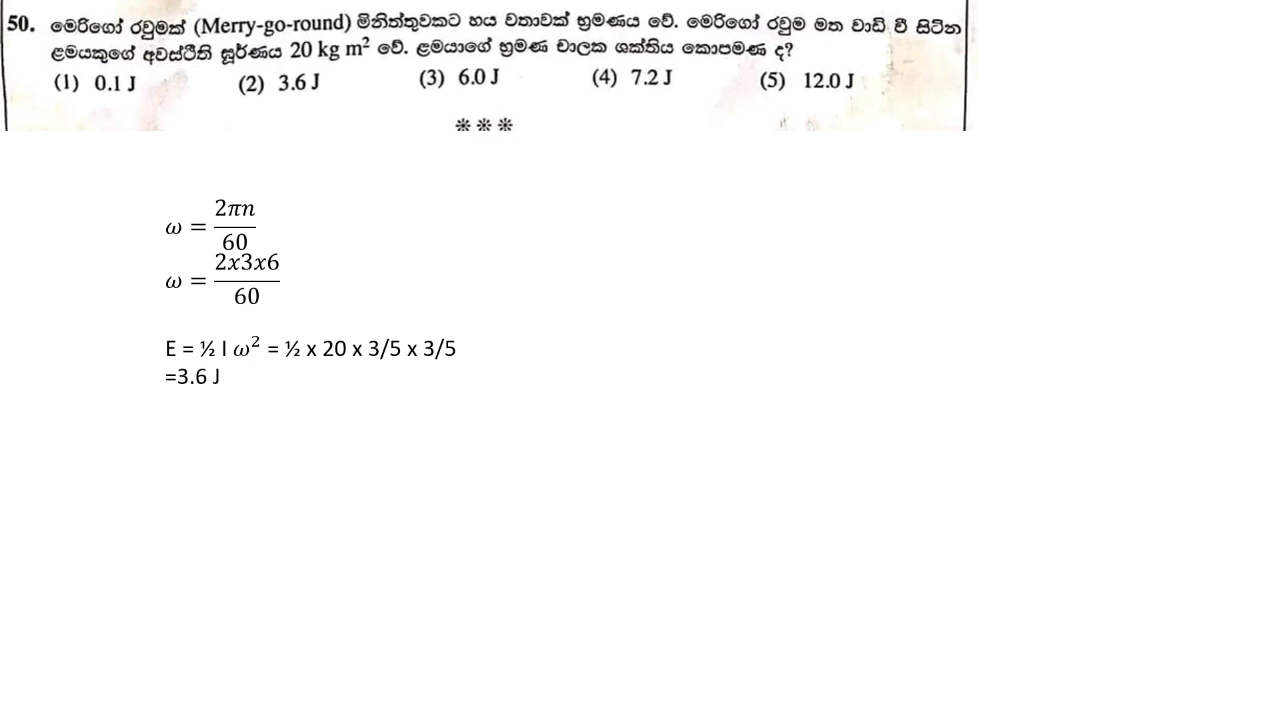 50. මෙරිගෝ රවුමක් (Merry-go-round) මිනිත්තුවකට හය වතාවක් භ්‍රමණය වේ. මෙරිගෝ රවුම මත වාඩි වී සිටින
ළමයකුගේ අවස්ථිති ඝූර්ණය 20 kg m² වේ. ළමයාගේ භ්‍රමණ චාලක ශක්තිය කොපමණ ද?
(1) 0.1 J (2) 3.6 J (3) 6.0 J (4) 7.2 J (5) 12.0 J
⁜ ⁜ ⁜
𝜔 = 2𝜋𝑛/60
𝜔 = 2𝑥3𝑥6/60
E = ½ I 𝜔² = ½ x 20 x 3/5 x 3/5
=3.6 J